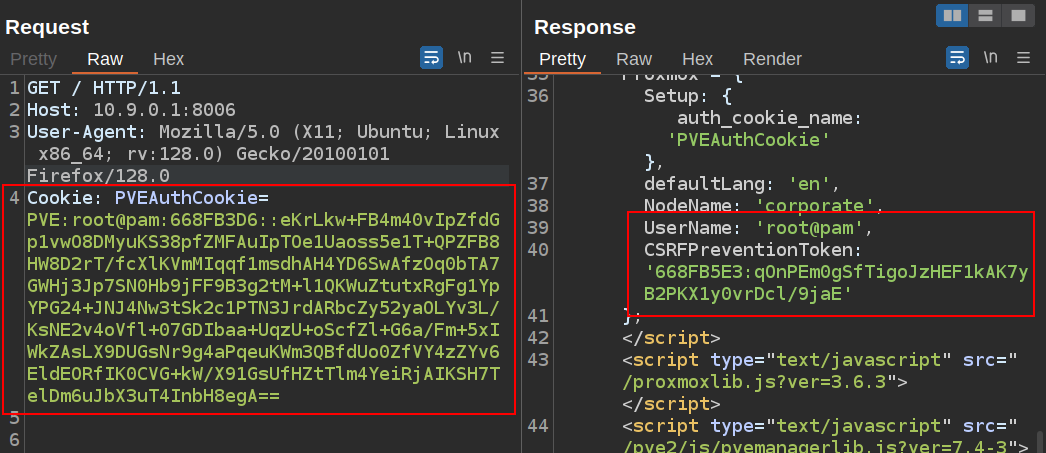 Request
Pretty Raw Hex
\n
1 GET / HTTP/1.1
2 Host: 10.9.0.1:8006
3 User-Agent: Mozilla/5.0 (X11; Ubuntu; Linux
x86_64; rv:128.0) Gecko/20100101
Firefox/128.0
4 Cookie: PVEAuthCookie=
PVE:root@pam:668FB3D6::eKrLkw+FB4m40vIpZfdG
p1vwO8DMyuKS38pfZMFAuIpTOe1Uaoss5e1T+QPZFB8
HW8D2rT/fcXlKVmMIqqf1msdhAH4YD6SwAfzOq0bTA7
GWHj3Jp7SN0Hb9jFF9B3g2tM+l1QKWuZtutxRgFg1Yp
YPG24+JNJ4Nw3tSk2c1PTN3JrdARbcZy52yaOLYv3L/
KsNE2v4oVfl+07GDIbaa+UqzU+oScfZl+G6a/Fm+5xI
WkZAsLX9DUGsNr9g4aPqeuKWm3QBfdUo0ZfVY4zZYv6
EldEORfIK0CVG+kW/X91GsUfHZtTlm4YeiRjAIKSH7T
elDm6uJbX3uT4InbH8egA==
5
6
Response
Pretty Raw Hex Render
\n
35 Proxmox = {
36 Setup: {
auth_cookie_name:
'PVEAuthCookie'
},
37 defaultLang: 'en',
38 NodeName: 'corporate',
39 UserName: 'root@pam',
40 CSRFPreventionToken:
'668FB5E3:qOnPEm0gSfTigoJzHEF1kAK7y
B2PKX1y0vrDcl/9jaE'
41 };
42 </script>
43 <script type="text/javascript" src="
/proxmoxlib.js?ver=3.6.3">
</script>
44 <script type="text/javascript" src="
/pve2/js/pvemanagerlib.js?ver=7.4-3">